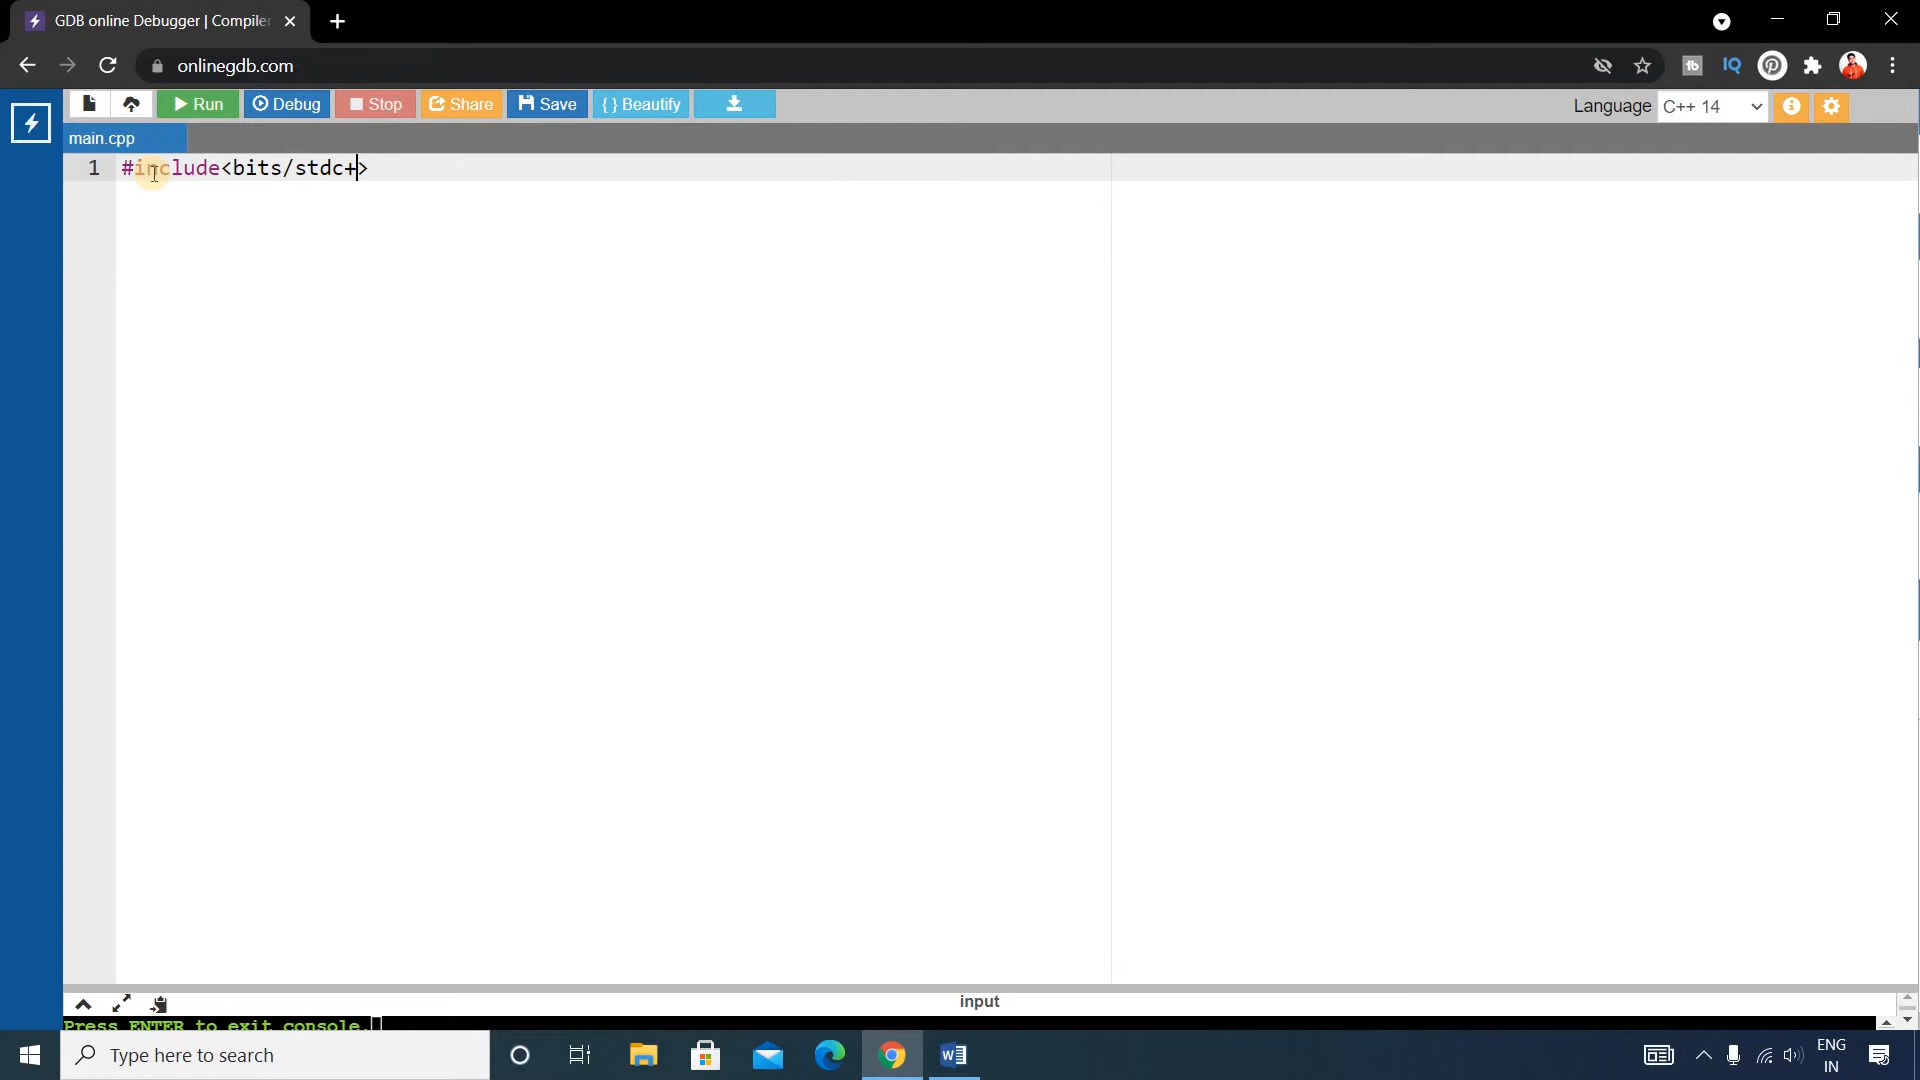 GDB online Debugger | Compiler
onlinegdb.com
Run Debug Stop Share Save { } Beautify
Language C++ 14
main.cpp
1 #include<bits/stdc+>
input
Press ENTER to exit console.
Type here to search
ENG
IN